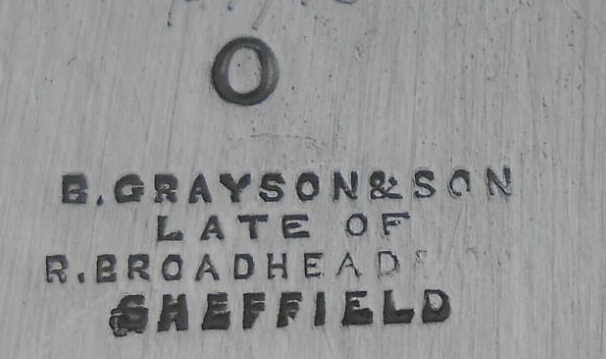 O
B.GRAYSON&SON
LATE OF
R.BROADHEAD
SHEFFIELD